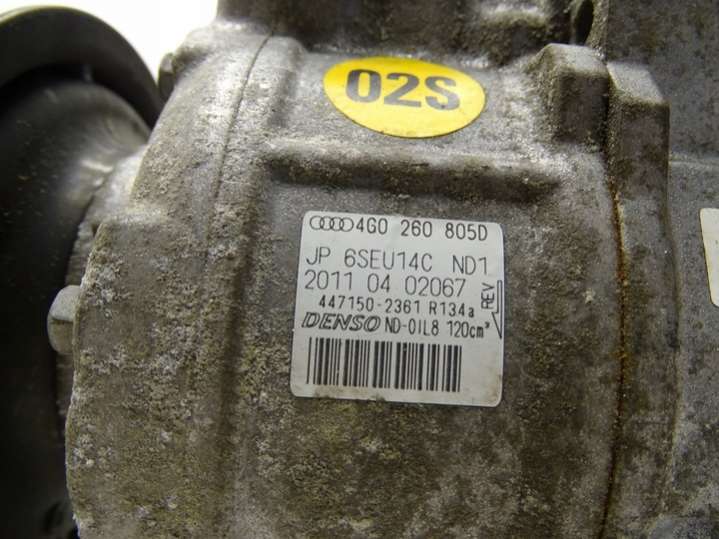 02S
4G0 260 805D
JP 6SEU14C ND1
2011 04 02067
REV
447150-2361 R134a
DENSO ND-OIL8 120cm³